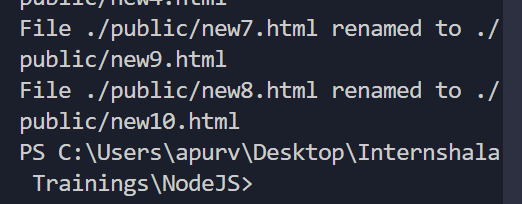 public/new4.html
File ./public/new7.html renamed to ./
public/new9.html
File ./public/new8.html renamed to ./
public/new10.html
PS C:\Users\apurv\Desktop\Internshala
Trainings\NodeJS>